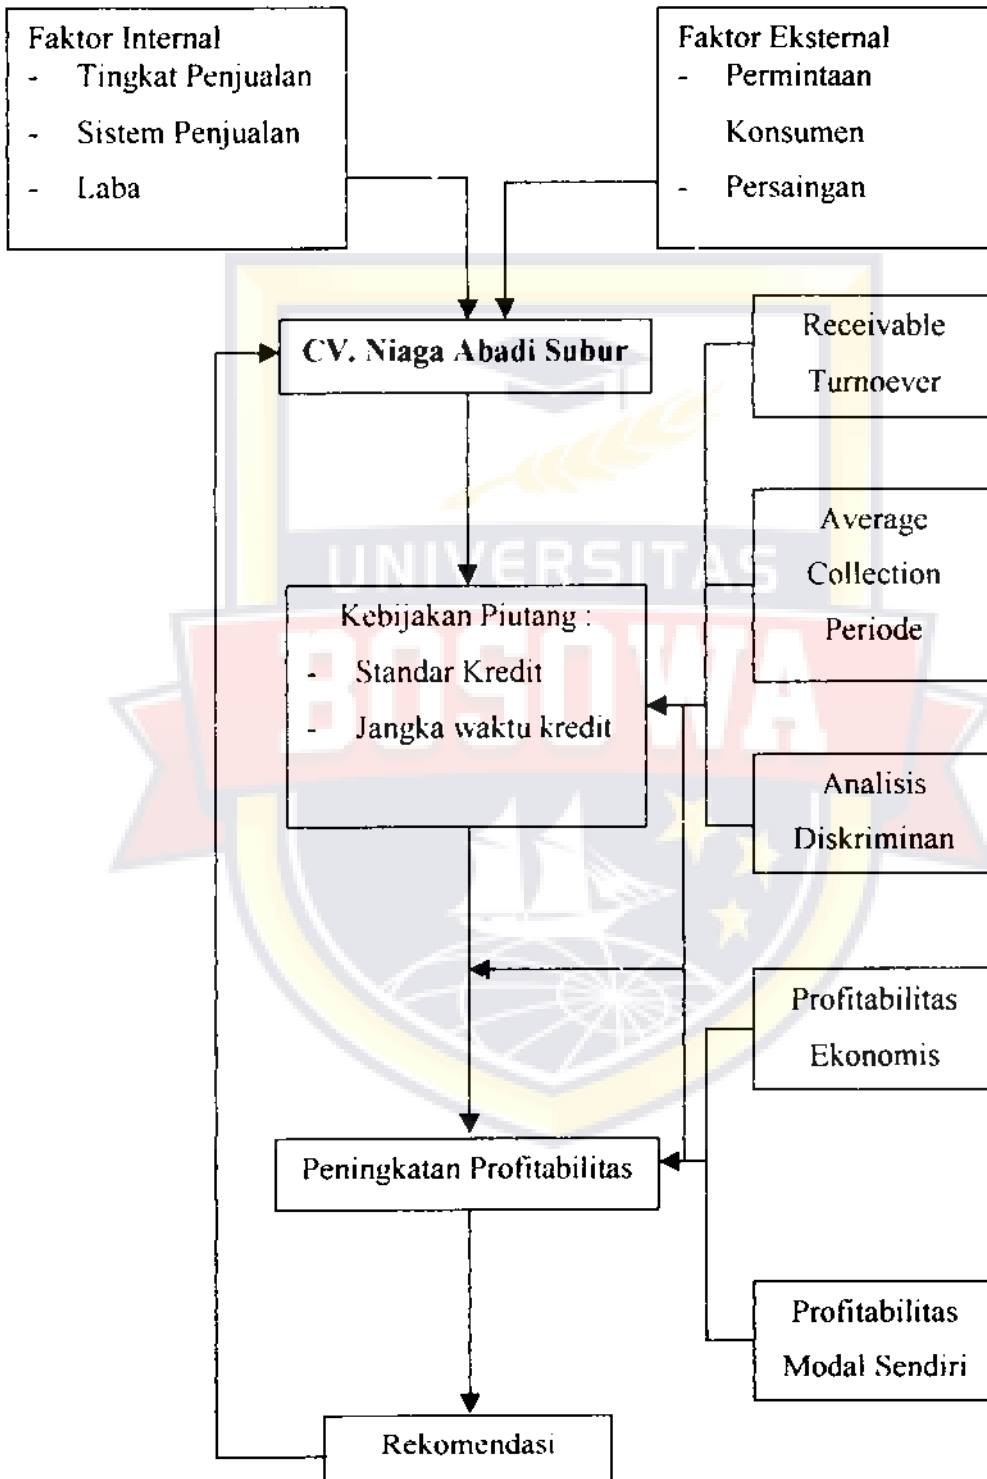 Faktor Internal
- Tingkat Penjualan
- Sistem Penjualan
- Laba
Faktor Eksternal
- Permintaan
Konsumen
- Persaingan
CV. Niaga Abadi Subur
Receivable
Turnoever
Average
Collection
Periode
UNIVERSITAS
BOSOWA
Kebijakan Piutang :
- Standar Kredit
- Jangka waktu kredit
Analisis
Diskriminan
Profitabilitas
Ekonomis
Peningkatan Profitabilitas
Profitabilitas
Modal Sendiri
Rekomendasi